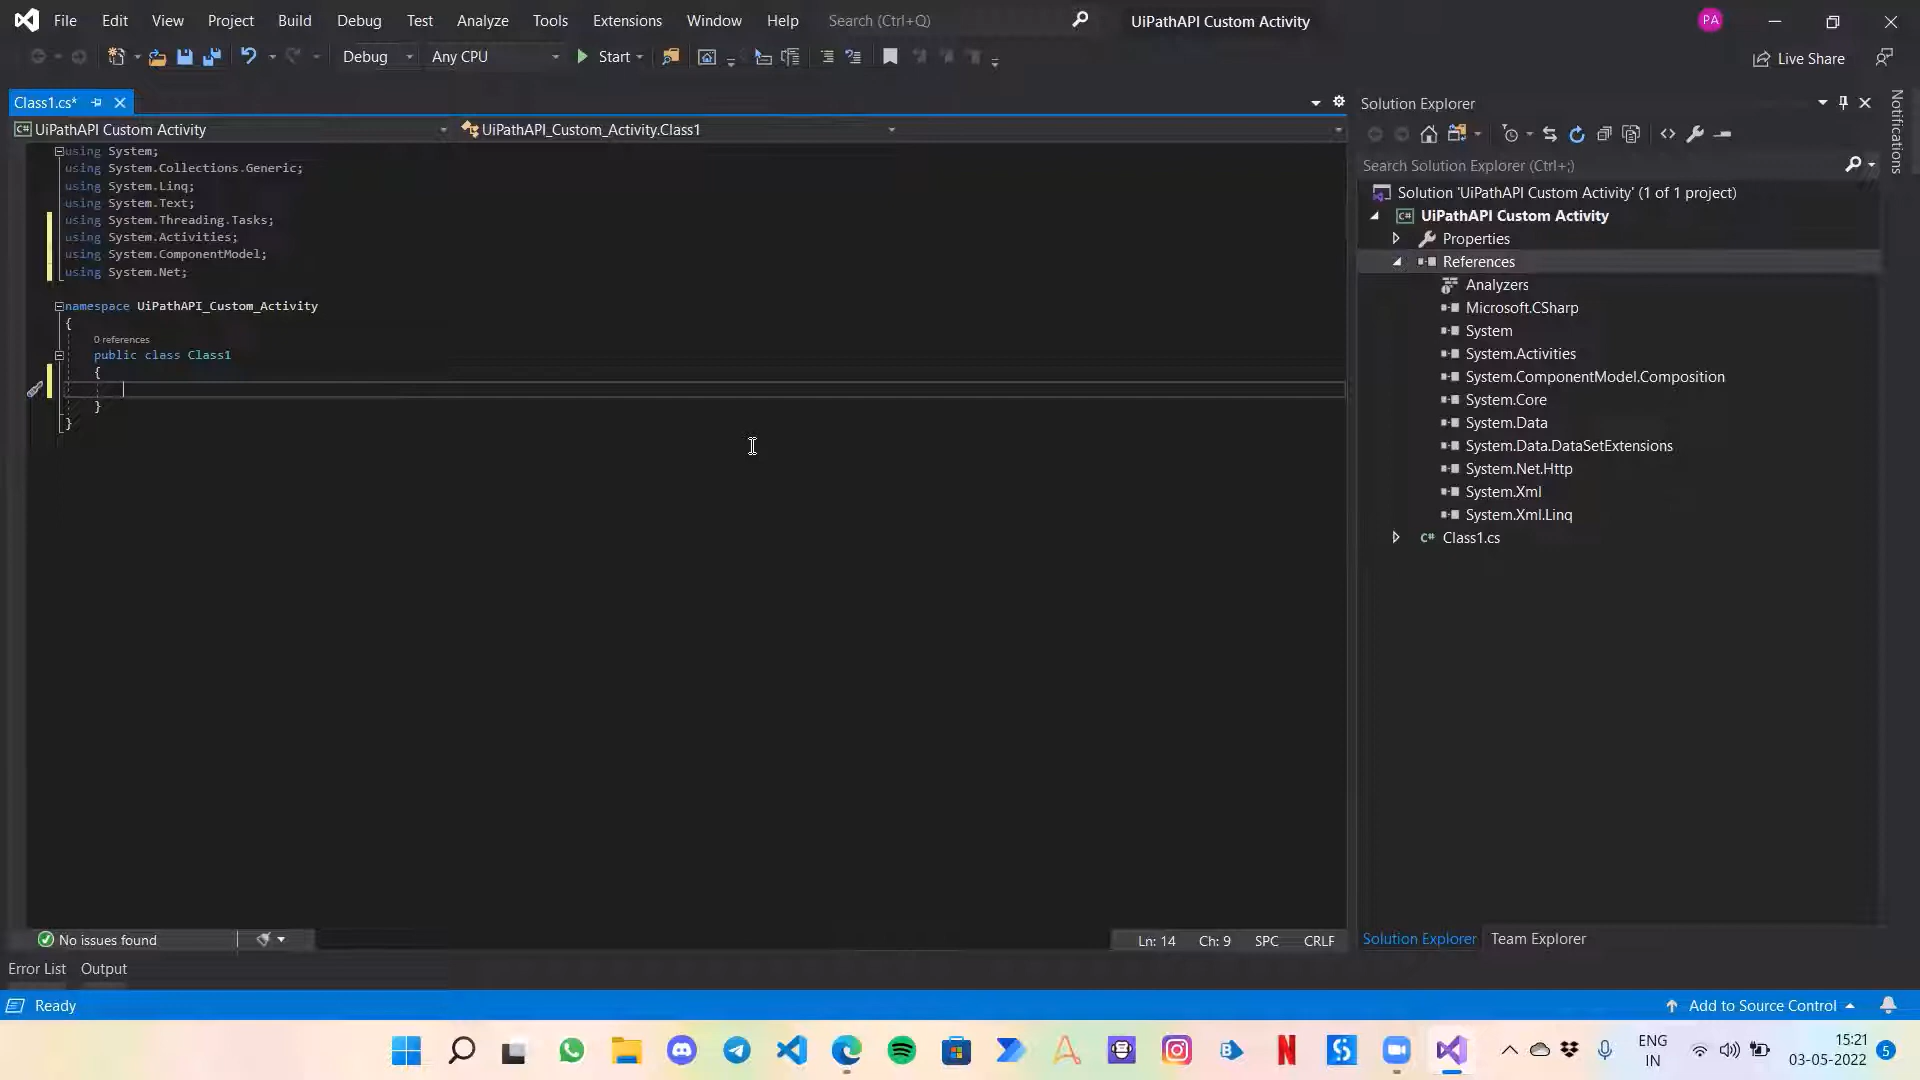 File Edit View Project Build Debug Test Analyze Tools Extensions Window Help Search (Ctrl+Q) UiPathAPI Custom Activity PA
Debug Any CPU Start Live Share
Class1.cs*
UiPathAPI Custom Activity UiPathAPI_Custom_Activity.Class1
using System;
using System.Collections.Generic;
using System.Linq;
using System.Text;
using System.Threading.Tasks;
using System.Activities;
using System.ComponentModel;
using System.Net;
namespace UiPathAPI_Custom_Activity
{
0 references
public class Class1
{
}
}
No issues found
Ln: 14 Ch: 9 SPC CRLF
Solution Explorer
Search Solution Explorer (Ctrl+;)
Solution 'UiPathAPI Custom Activity' (1 of 1 project)
C# UiPathAPI Custom Activity
Properties
References
Analyzers
Microsoft.CSharp
System
System.Activities
System.ComponentModel.Composition
System.Core
System.Data
System.Data.DataSetExtensions
System.Net.Http
System.Xml
System.Xml.Linq
C# Class1.cs
Solution Explorer Team Explorer
Notifications
Error List Output
Ready Add to Source Control
ENG
IN
15:21
03-05-2022
5